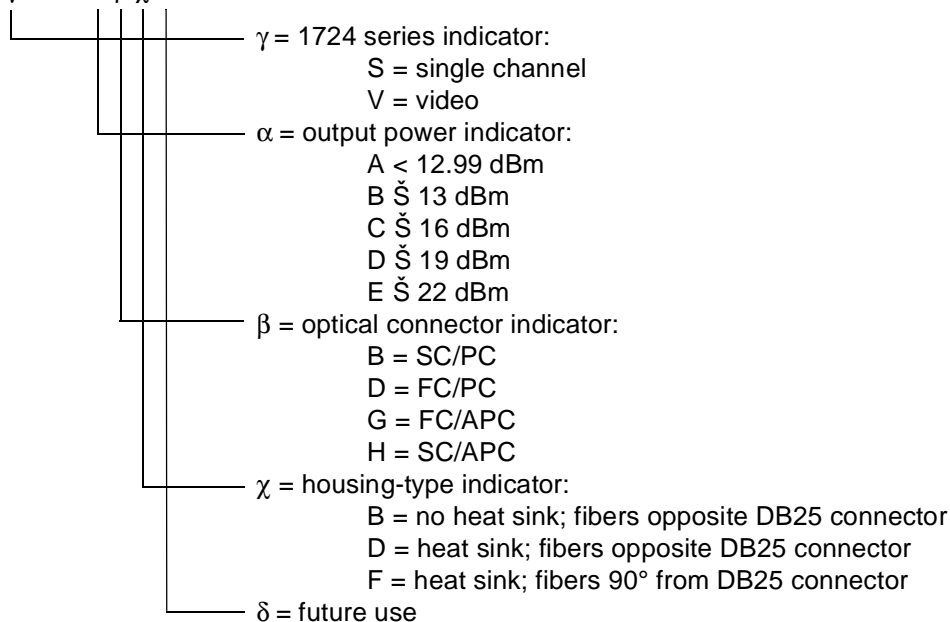 γ = 1724 series indicator:
S = single channel
V = video
α = output power indicator:
A < 12.99 dBm
B Š 13 dBm
C Š 16 dBm
D Š 19 dBm
E Š 22 dBm
β = optical connector indicator:
B = SC/PC
D = FC/PC
G = FC/APC
H = SC/APC
χ = housing-type indicator:
B = no heat sink; fibers opposite DB25 connector
D = heat sink; fibers opposite DB25 connector
F = heat sink; fibers 90° from DB25 connector
δ = future use